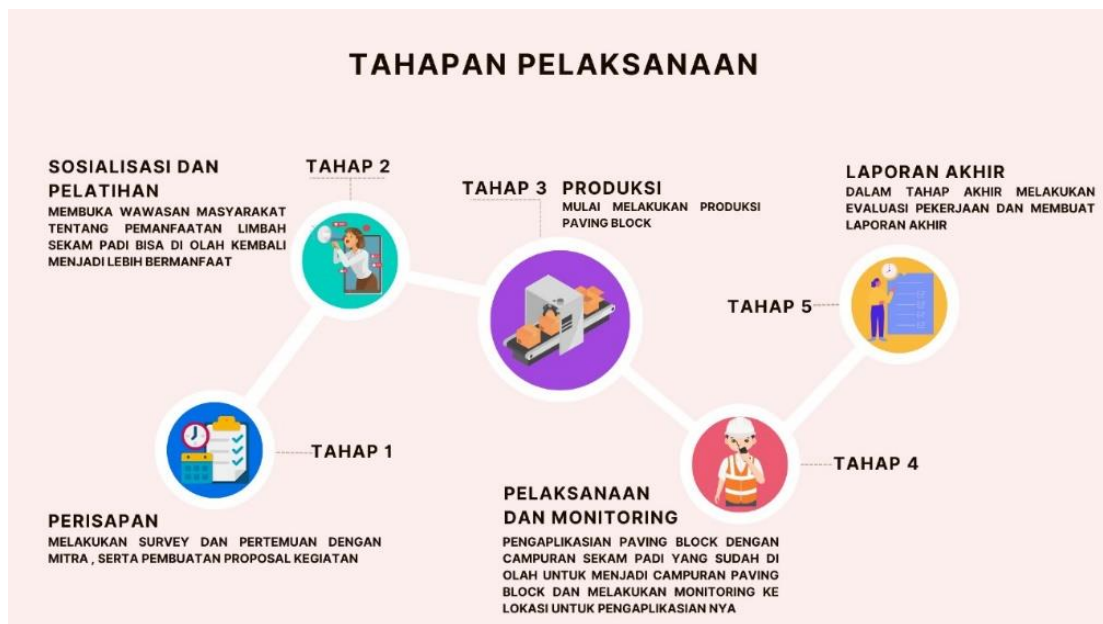 TAHAPAN PELAKSANAAN
SOSIALISASI DAN
PELATIHAN
MEMBUKA WAWASAN MASYARAKAT
TENTANG PEMANFAATAN LIMBAH
SEKAM PADI BISA DI OLAH KEMBALI
MENJADI LEBIH BERMANFAAT
TAHAP 2
TAHAP 3
PRODUKSI
MULAI MELAKUKAN PRODUKSI
PAVING BLOCK
LAPORAN AKHIR
DALAM TAHAP AKHIR MELAKUKAN
EVALUASI PEKERJAAN DAN MEMBUAT
LAPORAN AKHIR
TAHAP 5
TAHAP 1
PERISAPAN
MELAKUKAN SURVEY DAN PERTEMUAN DENGAN
MITRA , SERTA PEMBUATAN PROPOSAL KEGIATAN
TAHAP 4
PELAKSANAAN
DAN MONITORING
PENGAPLIKASIAN PAVING BLOCK DENGAN
CAMPURAN SEKAM PADI YANG SUDAH DI
OLAH UNTUK MENJADI CAMPURAN PAVING
BLOCK DAN MELAKUKAN MONITORING KE
LOKASI UNTUK PENGAPLIKASIAN NYA